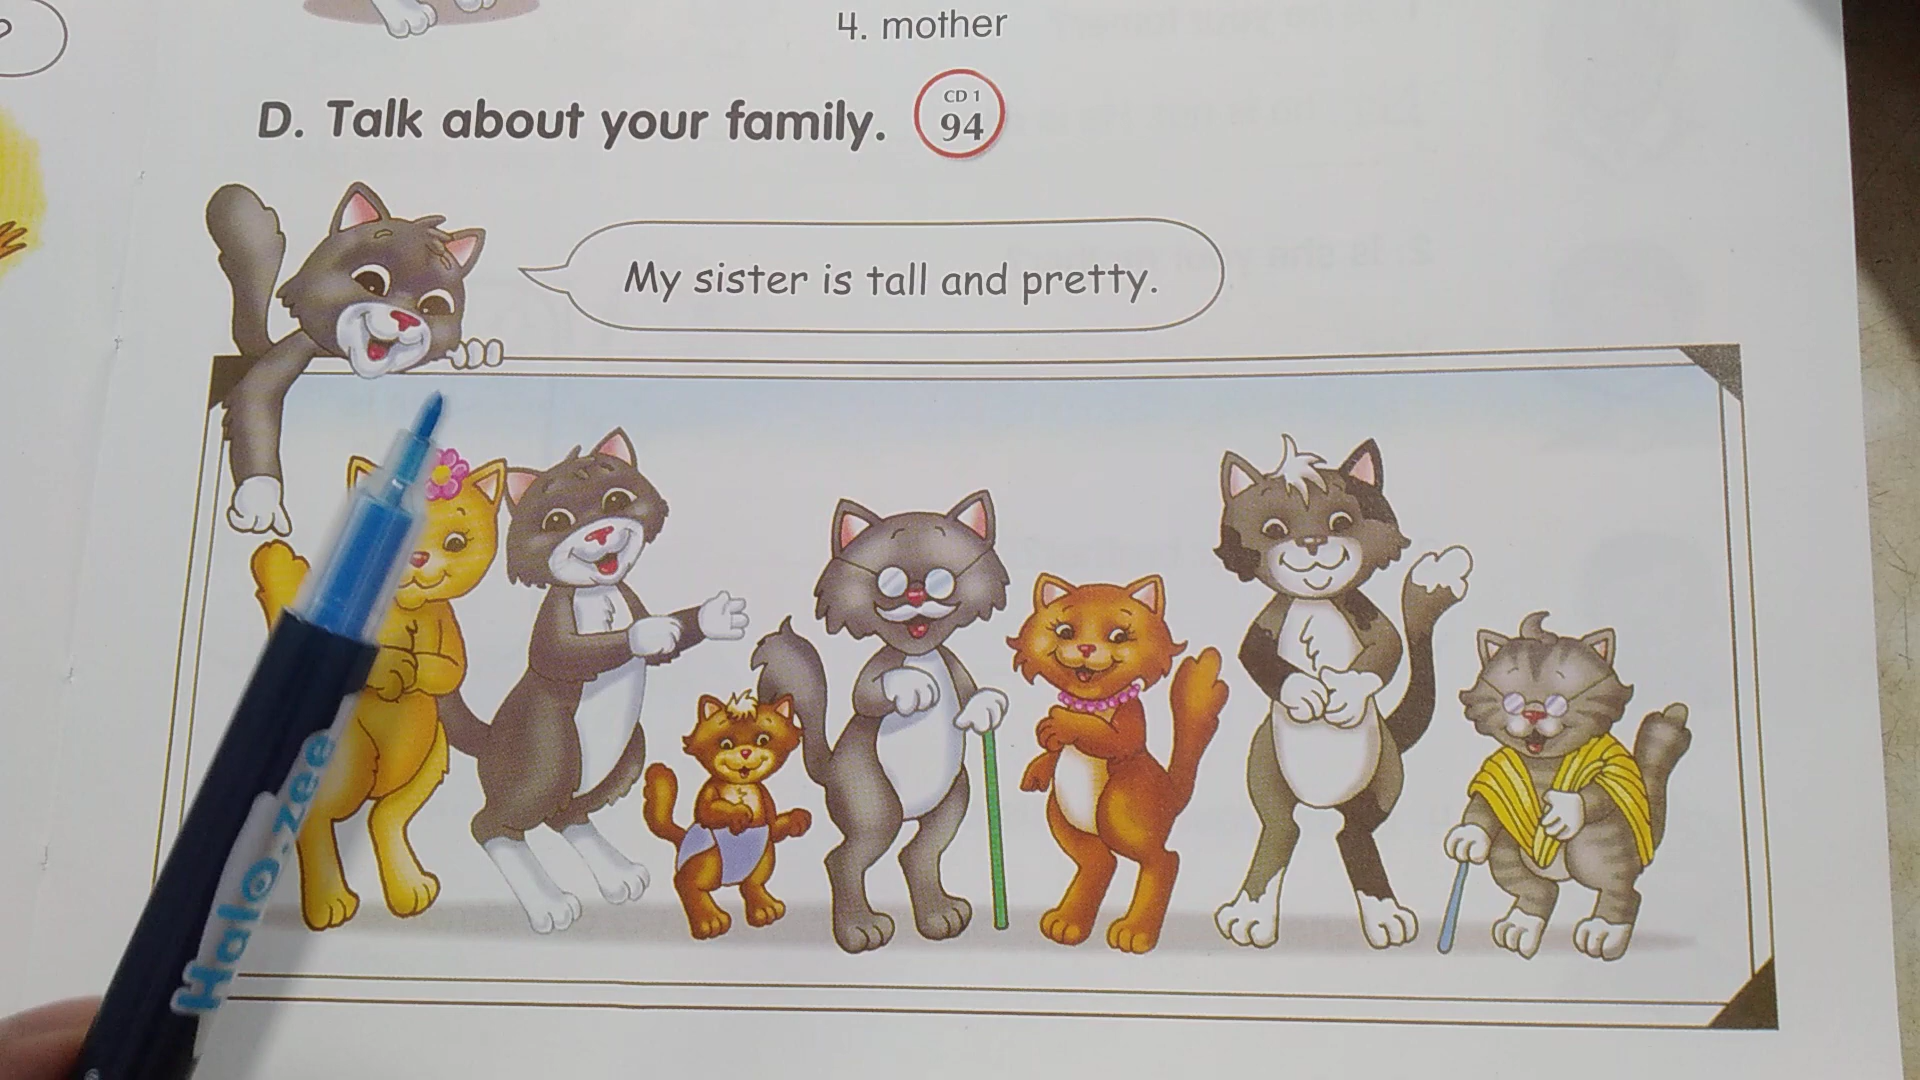 4. mother
D. Talk about your family.
CD 1
94
My sister is tall and pretty.
Halo.zee